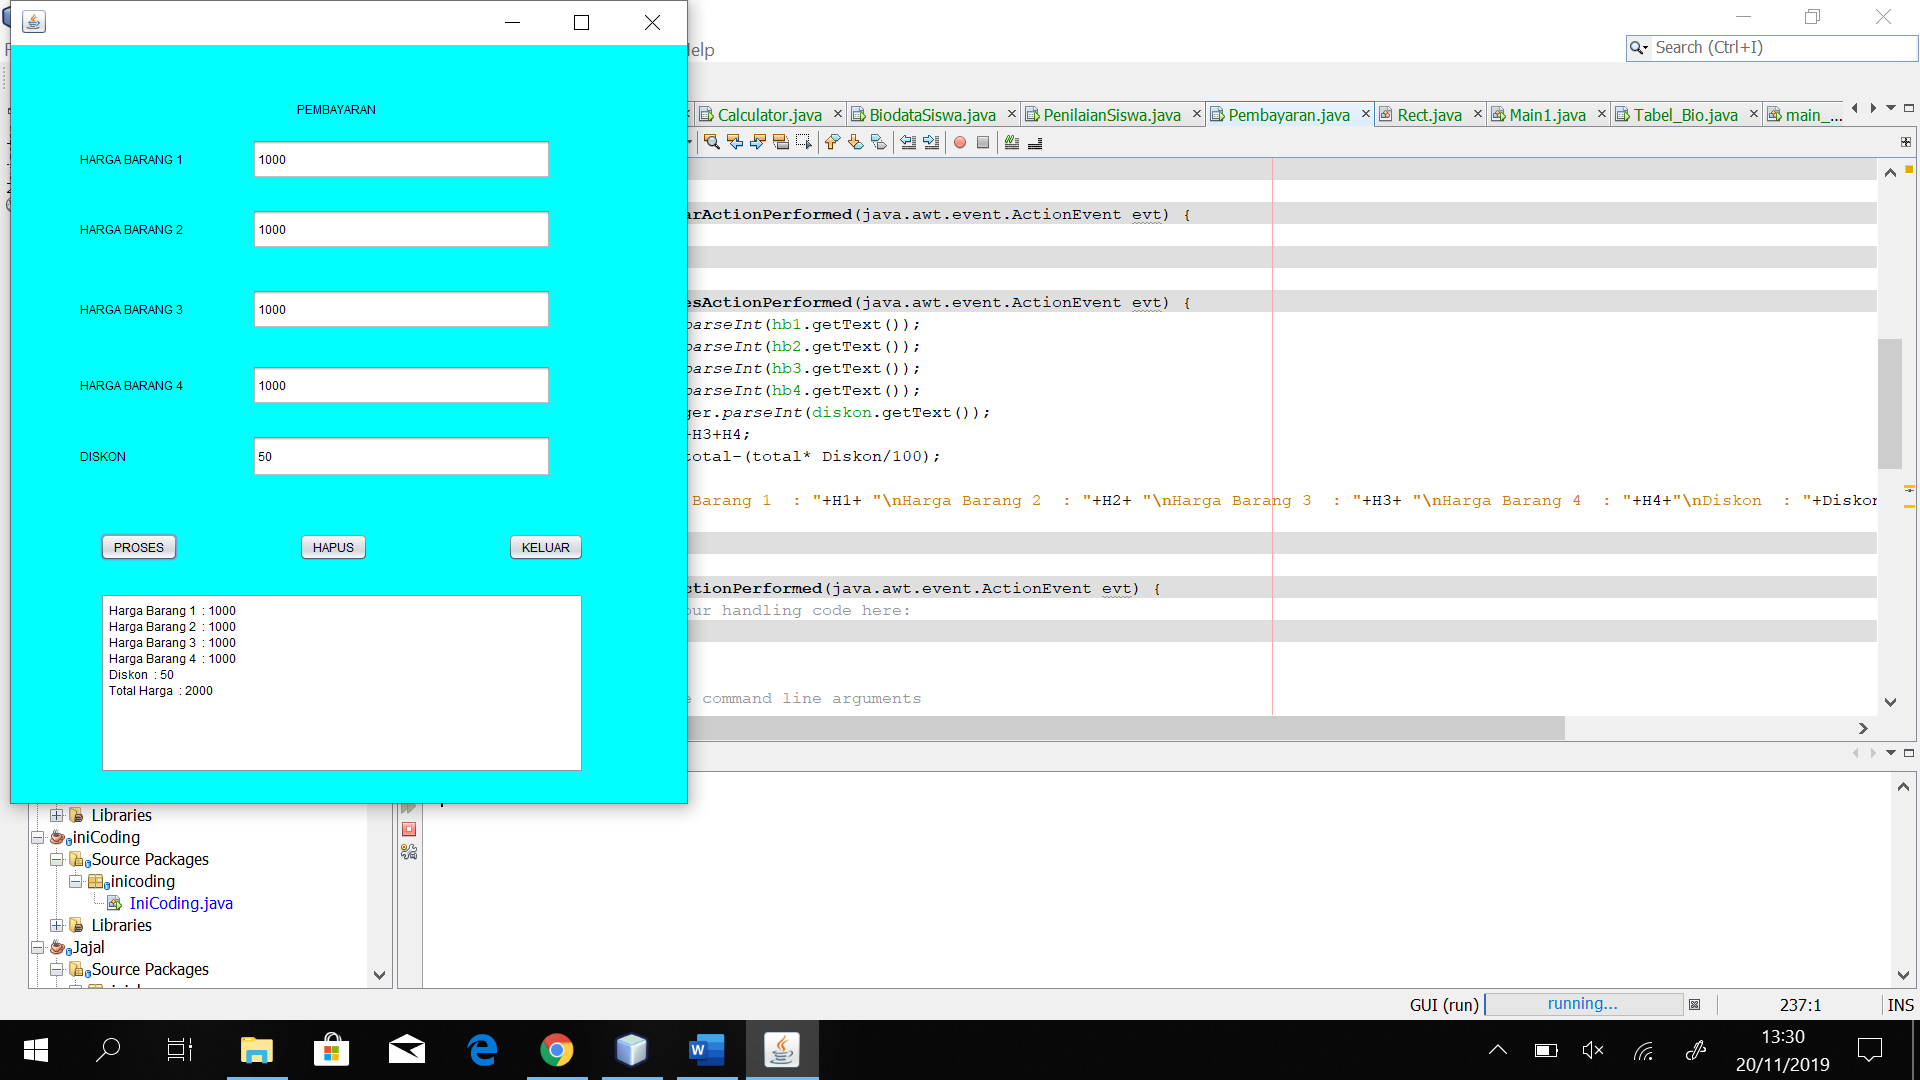 PEMBAYARAN
HARGA BARANG 1
1000
HARGA BARANG 2
1000
HARGA BARANG 3
1000
HARGA BARANG 4
1000
DISKON
50
PROSES
HAPUS
KELUAR
Harga Barang 1 : 1000
Harga Barang 2 : 1000
Harga Barang 3 : 1000
Harga Barang 4 : 1000
Diskon : 50
Total Harga : 2000
Search (Ctrl+I)
Calculator.java
BiodataSiswa.java
PenilaianSiswa.java
Pembayaran.java
Rect.java
Main1.java
Tabel_Bio.java
main_...
arActionPerformed(java.awt.event.ActionEvent evt) {
esActionPerformed(java.awt.event.ActionEvent evt) {
parseInt(hb1.getText());
parseInt(hb2.getText());
parseInt(hb3.getText());
parseInt(hb4.getText());
ger.parseInt(diskon.getText());
+H3+H4;
total-(total* Diskon/100);
Barang 1  : "+H1+ "\nHarga Barang 2  : "+H2+ "\nHarga Barang 3  : "+H3+ "\nHarga Barang 4  : "+H4+"\nDiskon  : "+Diskon
ctionPerformed(java.awt.event.ActionEvent evt) {
our handling code here:
e command line arguments
Libraries
iniCoding
Source Packages
inicoding
IniCoding.java
Libraries
Jajal
Source Packages
GUI (run)
running...
237:1
INS
13:30
20/11/2019